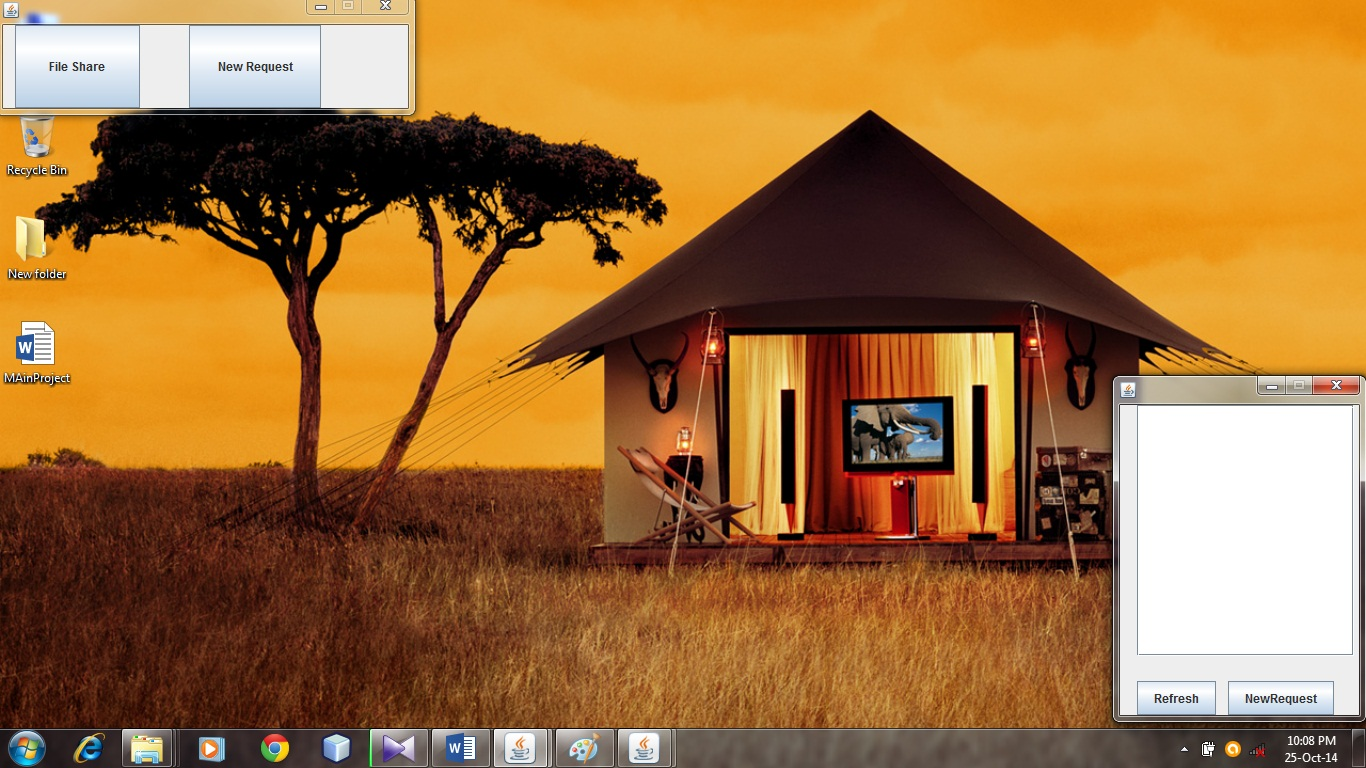 File Share
New Request
Recycle Bin
New folder
W
MAinProject
Refresh
NewRequest
W
10:08 PM
25-Oct-14